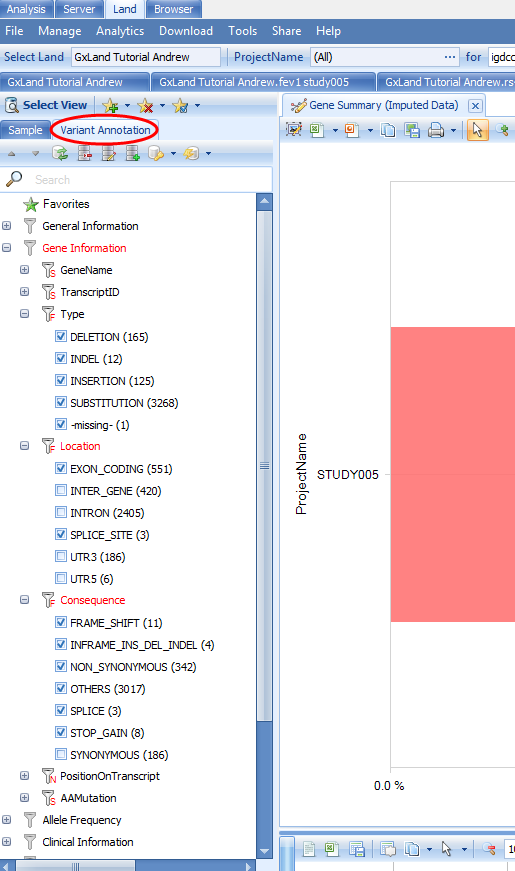 Analysis Server Land Browser
File Manage Analytics Download Tools Share Help
Select Land GxLand Tutorial Andrew ProjectName (All) ... for igdcc
GxLand Tutorial Andrew GxLand Tutorial Andrew.fev1 study005 GxLand Tutorial Andrew.rs
Select View Gene Summary (Imputed Data)
Sample Variant Annotation
Search
Favorites
General Information
Gene Information
GeneName
TranscriptID
Type
DELETION (165)
INDEL (12)
INSERTION (125)
SUBSTITUTION (3268)
-missing- (1)
Location
EXON_CODING (551)
INTER_GENE (420)
INTRON (2405)
SPLICE_SITE (3)
UTR3 (186)
UTR5 (6)
Consequence
FRAME_SHIFT (11)
INFRAME_INS_DEL_INDEL (4)
NON_SYNONYMOUS (342)
OTHERS (3017)
SPLICE (3)
STOP_GAIN (8)
SYNONYMOUS (186)
PositionOnTranscript
AAMutation
Allele Frequency
Clinical Information
ProjectName
STUDY005
0.0 %